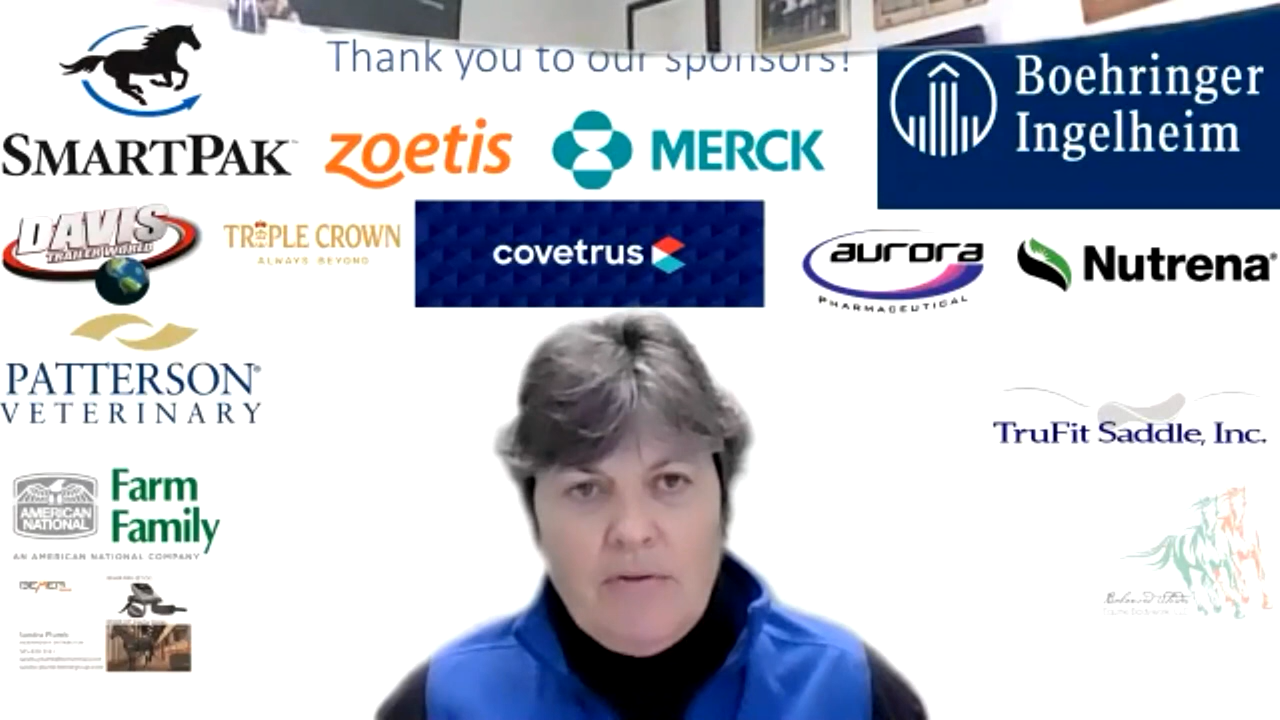 Thank you to our sponsors!
SMARTPAK™
zoetis
MERCK
Boehringer
Ingelheim
DAVIS
TRAILER WORLD
TRIPLE CROWN
ALWAYS BEYOND
covetrus
aurora
PHARMACEUTICAL
Nutrena®
PATTERSON®
VETERINARY
TruFit Saddle, Inc.
AMERICAN
NATIONAL
Farm
Family
AN AMERICAN NATIONAL COMPANY